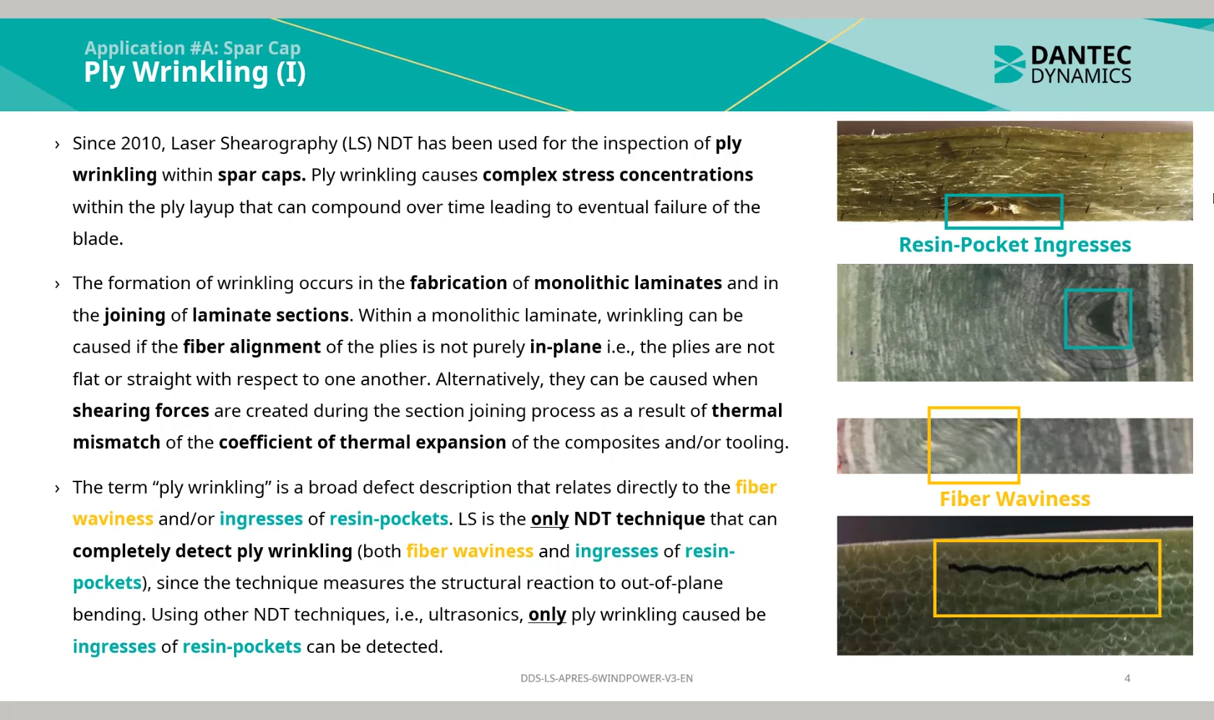 Application #A: Spar Cap
Ply Wrinkling (I)
DANTEC
DYNAMICS
› Since 2010, Laser Shearography (LS) NDT has been used for the inspection of ply
wrinkling within spar caps. Ply wrinkling causes complex stress concentrations
within the ply layup that can compound over time leading to eventual failure of the
blade.
› The formation of wrinkling occurs in the fabrication of monolithic laminates and in
the joining of laminate sections. Within a monolithic laminate, wrinkling can be
caused if the fiber alignment of the plies is not purely in-plane i.e., the plies are not
flat or straight with respect to one another. Alternatively, they can be caused when
shearing forces are created during the section joining process as a result of thermal
mismatch of the coefficient of thermal expansion of the composites and/or tooling.
› The term “ply wrinkling” is a broad defect description that relates directly to the fiber
waviness and/or ingresses of resin-pockets. LS is the only NDT technique that can
completely detect ply wrinkling (both fiber waviness and ingresses of resin-
pockets), since the technique measures the structural reaction to out-of-plane
bending. Using other NDT techniques, i.e., ultrasonics, only ply wrinkling caused be
ingresses of resin-pockets can be detected.
Resin-Pocket Ingresses
Fiber Waviness
DDS-LS-APRES-6WINDPOWER-V3-EN
4